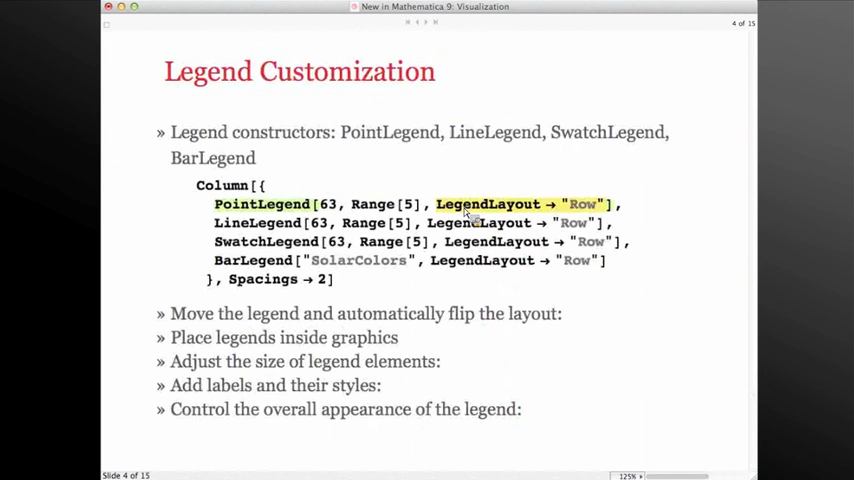 New in Mathematica 9: Visualization
4 of 15
Legend Customization
» Legend constructors: PointLegend, LineLegend, SwatchLegend,
BarLegend
Column[{
PointLegend[63, Range[5], LegendLayout → "Row"],
LineLegend[63, Range[5], LegendLayout → "Row"],
SwatchLegend[63, Range[5], LegendLayout → "Row"],
BarLegend["SolarColors", LegendLayout → "Row"]
}, Spacings → 2]
» Move the legend and automatically flip the layout:
» Place legends inside graphics
» Adjust the size of legend elements:
» Add labels and their styles:
» Control the overall appearance of the legend:
Slide 4 of 15
125%